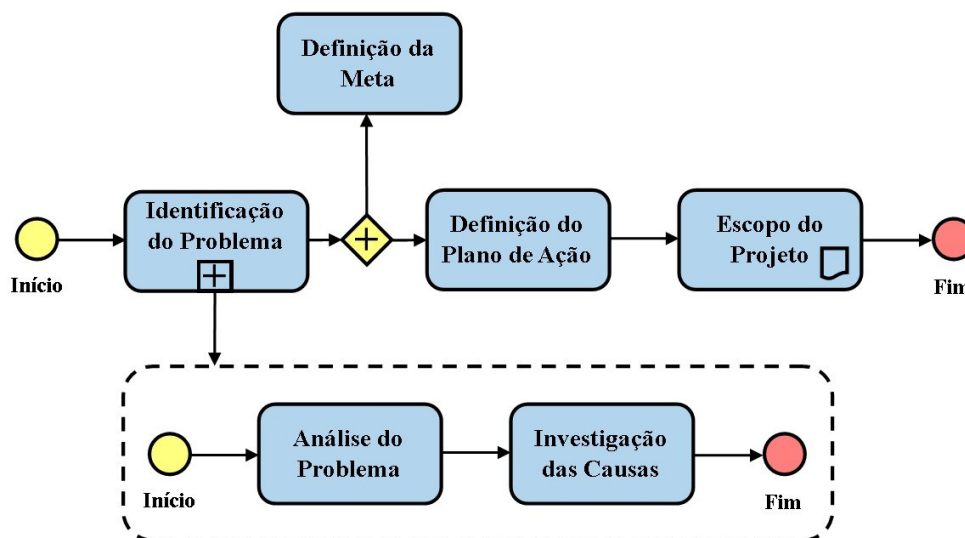 Definição da
Meta
Identificação
do Problema
Definição do
Plano de Ação
Escopo do
Projeto
Início
Fim
Análise do
Problema
Investigação
das Causas
Início
Fim